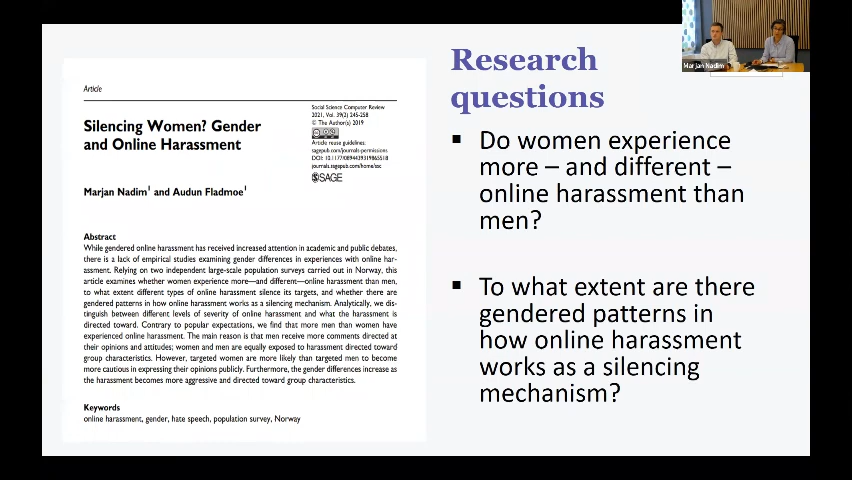 Article
Silencing Women? Gender
and Online Harassment
Marjan Nadim¹ and Audun Fladmoe¹
Social Science Computer Review
2021, Vol. 39(2) 245-258
© The Author(s) 2019
Article reuse guidelines:
sagepub.com/journals-permissions
DOI: 10.1177/0894439319865518
journals.sagepub.com/home/ssc
SAGE
Abstract
While gendered online harassment has received increased attention in academic and public debates,
there is a lack of empirical studies examining gender differences in experiences with online har-
assment. Relying on two independent large-scale population surveys carried out in Norway, this
article examines whether women experience more—and different—online harassment than men,
to what extent different types of online harassment silence its targets, and whether there are
gendered patterns in how online harassment works as a silencing mechanism. Analytically, we dis-
tinguish between different levels of severity of online harassment and what the harassment is
directed toward. Contrary to popular expectations, we find that more men than women have
experienced online harassment. The main reason is that men receive more comments directed at
their opinions and attitudes; women and men are equally exposed to harassment directed toward
group characteristics. However, targeted women are more likely than targeted men to become
more cautious in expressing their opinions publicly. Furthermore, the gender differences increase as
the harassment becomes more aggressive and directed toward group characteristics.
Keywords
online harassment, gender, hate speech, population survey, Norway
Research
questions
▪ Do women experience
more – and different –
online harassment than
men?
▪ To what extent are there
gendered patterns in
how online harassment
works as a silencing
mechanism?
Marjan Nadim